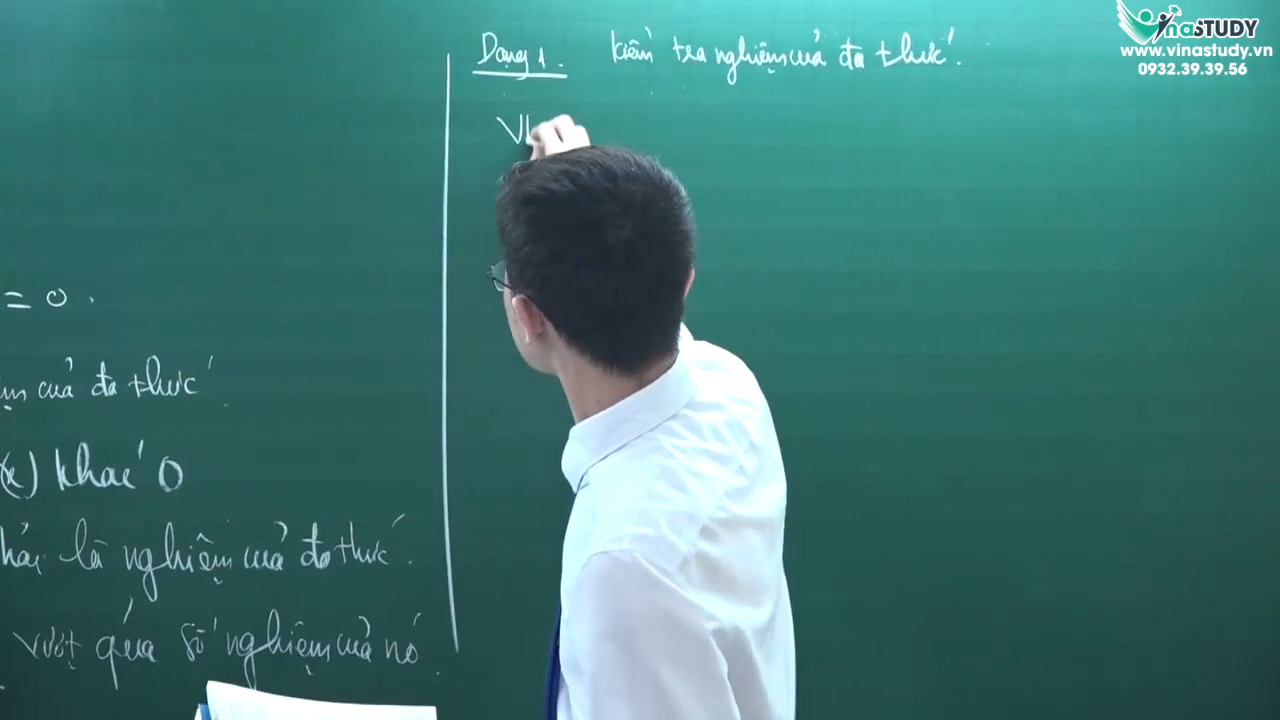 = 0.
của đa thức
(x) khác 0
là nghiệm của đa thức.
vượt quá số nghiệm của nó.
Dạng 1. kiểm tra nghiệm của đa thức.
VD
VinaSTUDY
www.vinastudy.vn
0932.39.39.56